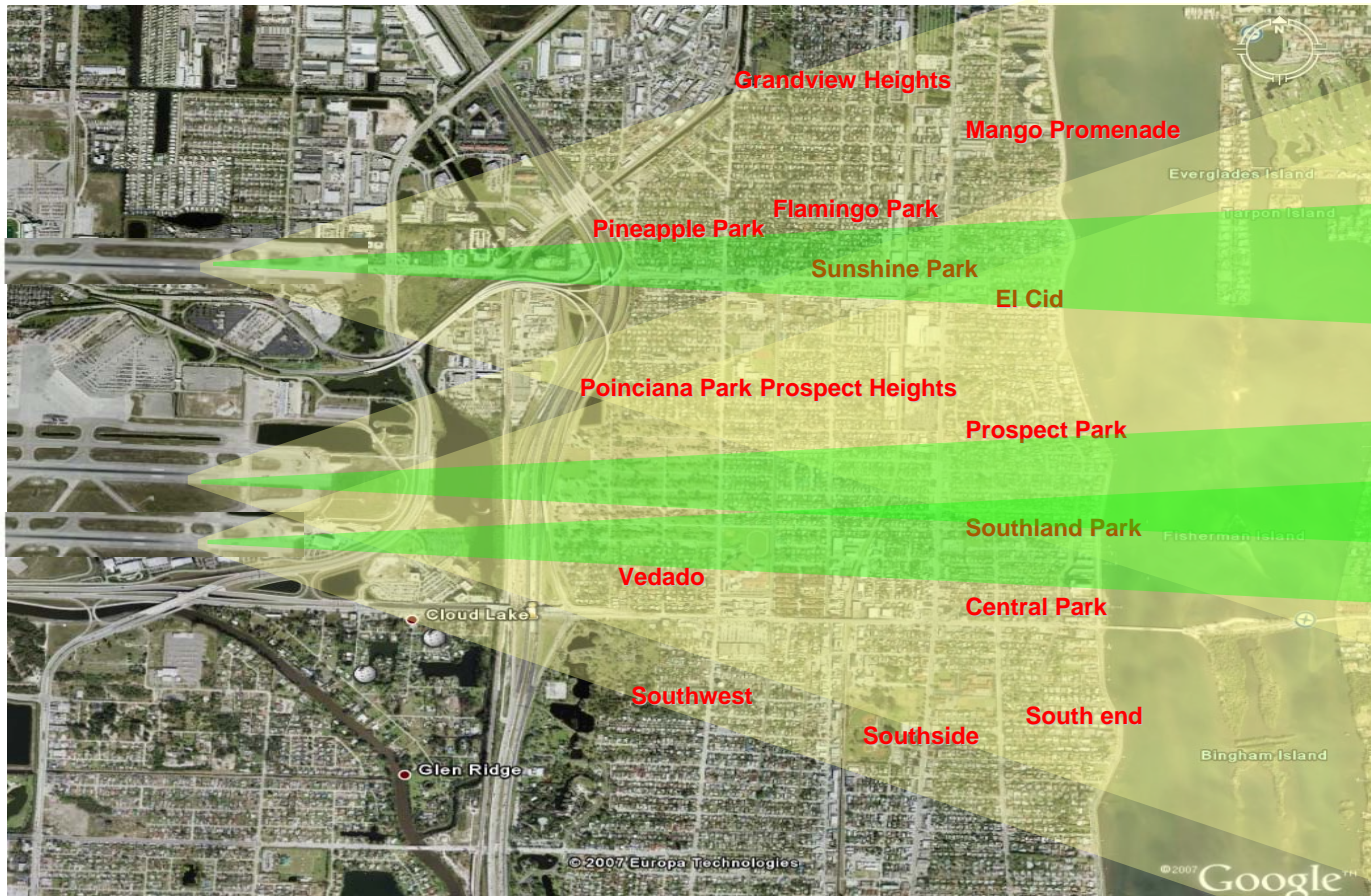 N
Grandview Heights
Mango Promenade
Everglades Island
Flamingo Park
Tarpon Island
Pineapple Park
Sunshine Park
El Cid
Poinciana Park Prospect Heights
Prospect Park
Southland Park
Fisherman Island
Vedado
Central Park
Cloud Lake
Southwest
South end
Southside
Bingham Island
Glen Ridge
© 2007 Europa Technologies
©2007 Google™